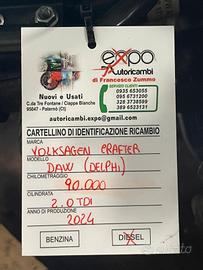 expo
Autoricambi
di Francesco Zummo
Nuovi e Usati
C.da Tre Fontane / Ciappe Bianche
95047 - Paternò (Ct)
SERVIZIO CLIENTI
0935 653055
095 6731200
328 3738599
389 6532631
autoricambi.expo@gmail.com
CARTELLINO DI IDENTIFICAZIONE RICAMBIO
MARCA
VOLKSAGEN CRAFTER
MODELLO
DAW (DELPHI)
CHILOMETRAGGIO
90.000
CILINDRATA
2.0 TDI
ANNO DI PRODUZIONE
2024
BENZINA
DIESEL